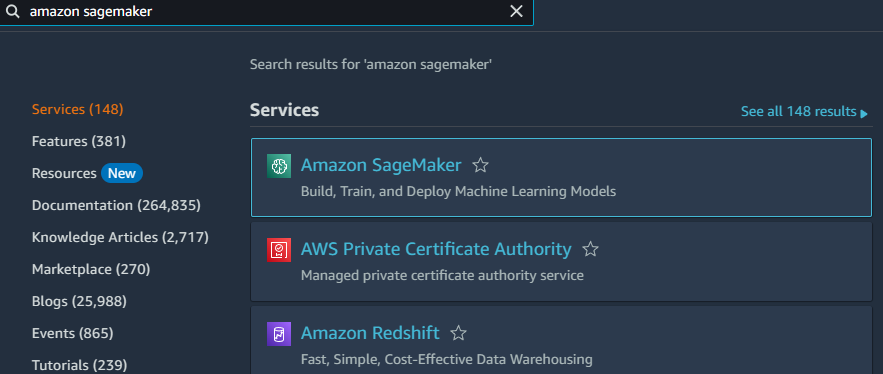 amazon sagemaker
Search results for 'amazon sagemaker'
Services (148)
Features (381)
Resources New
Documentation (264,835)
Knowledge Articles (2,717)
Marketplace (270)
Blogs (25,988)
Events (865)
Tutorials (239)
Services
See all 148 results
Amazon SageMaker
Build, Train, and Deploy Machine Learning Models
AWS Private Certificate Authority
Managed private certificate authority service
Amazon Redshift
Fast, Simple, Cost-Effective Data Warehousing